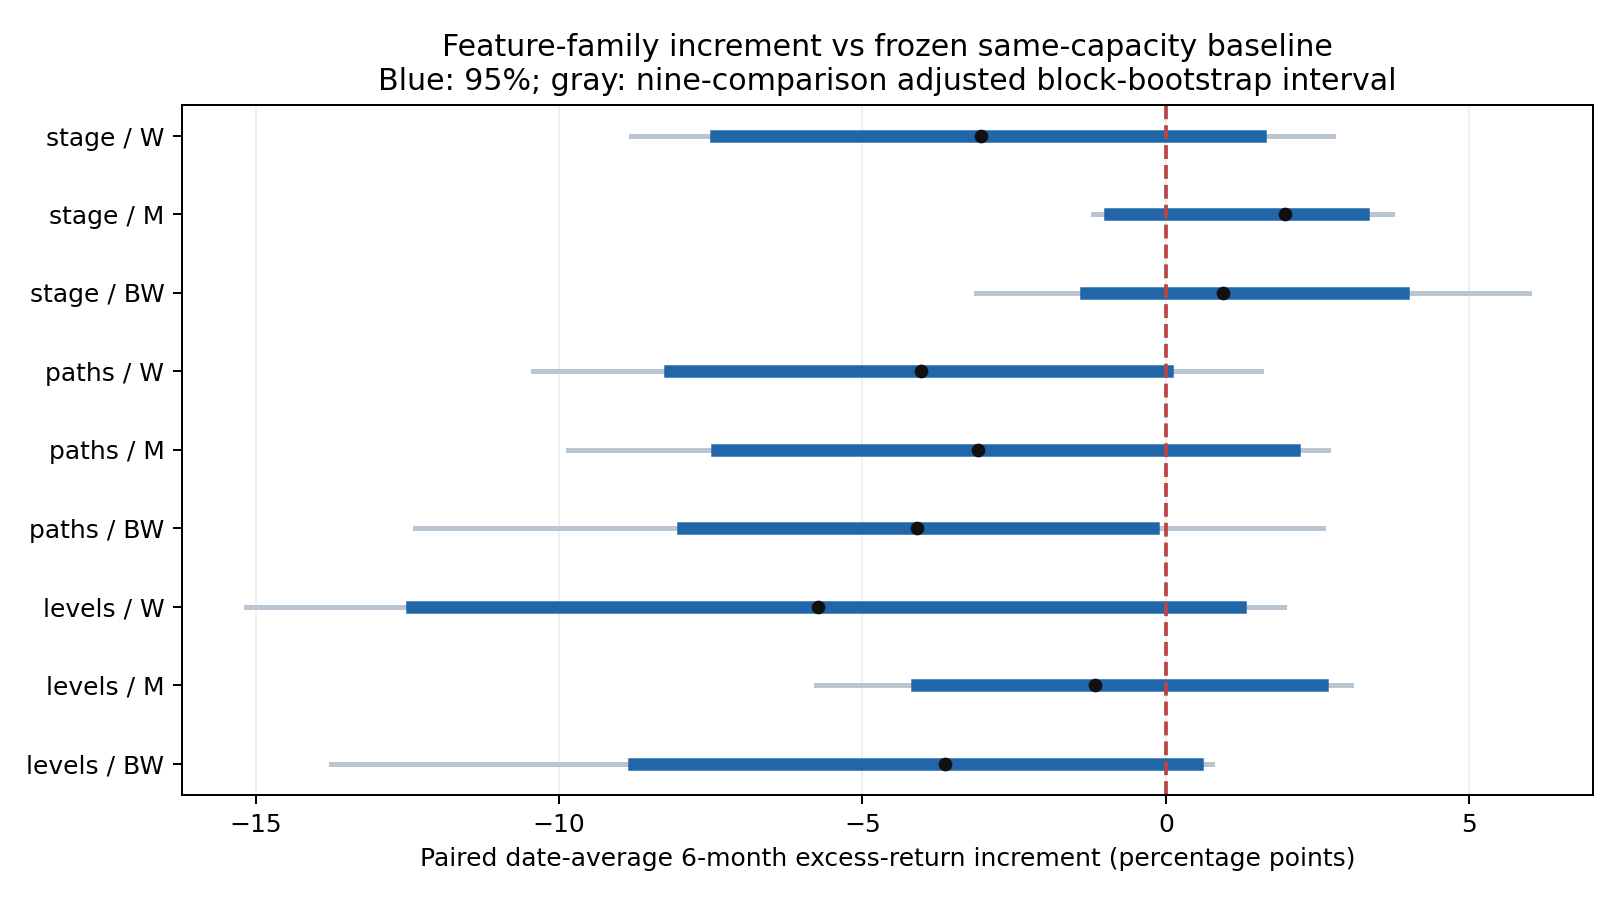 Feature-family increment vs frozen same-capacity baseline
Blue: 95%; gray: nine-comparison adjusted block-bootstrap interval
stage / W
stage / M
stage / BW
paths / W
paths / M
paths / BW
levels / W
levels / M
levels / BW
−15 −10 −5 0 5
Paired date-average 6-month excess-return increment (percentage points)